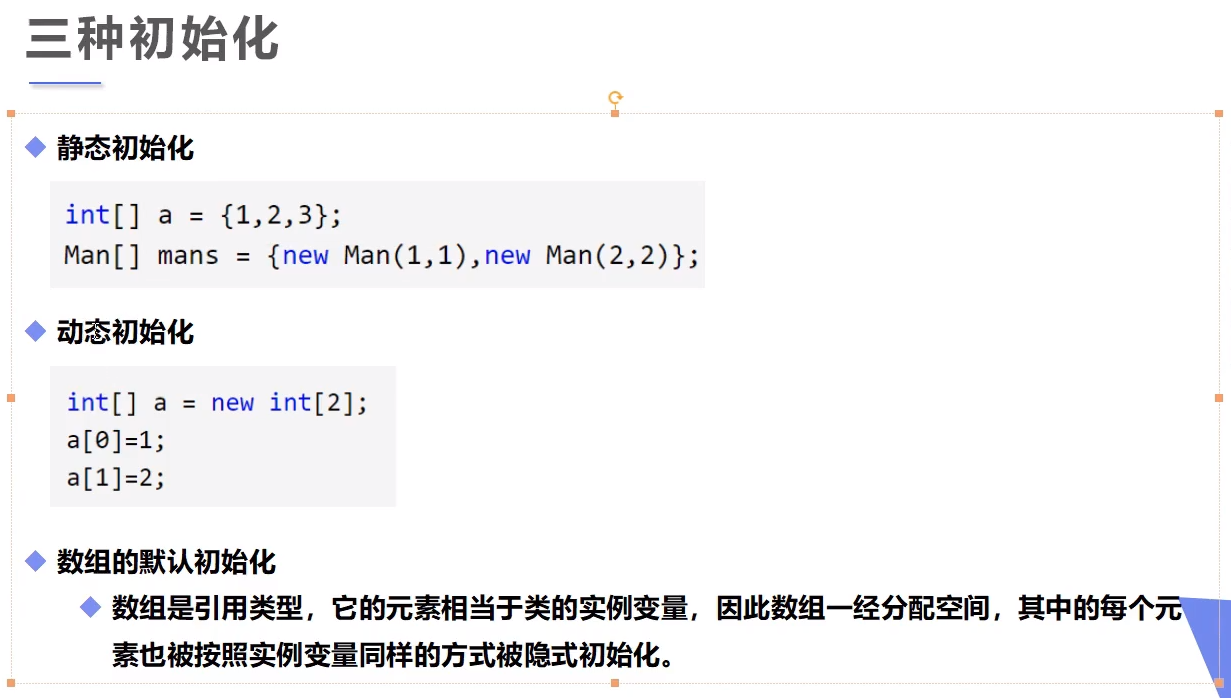 三种初始化
静态初始化
int[] a = {1,2,3};
Man[] mans = {new Man(1,1),new Man(2,2)};
动态初始化
int[] a = new int[2];
a[0]=1;
a[1]=2;
数组的默认初始化
数组是引用类型，它的元素相当于类的实例变量，因此数组一经分配空间，其中的每个元
素也被按照实例变量同样的方式被隐式初始化。